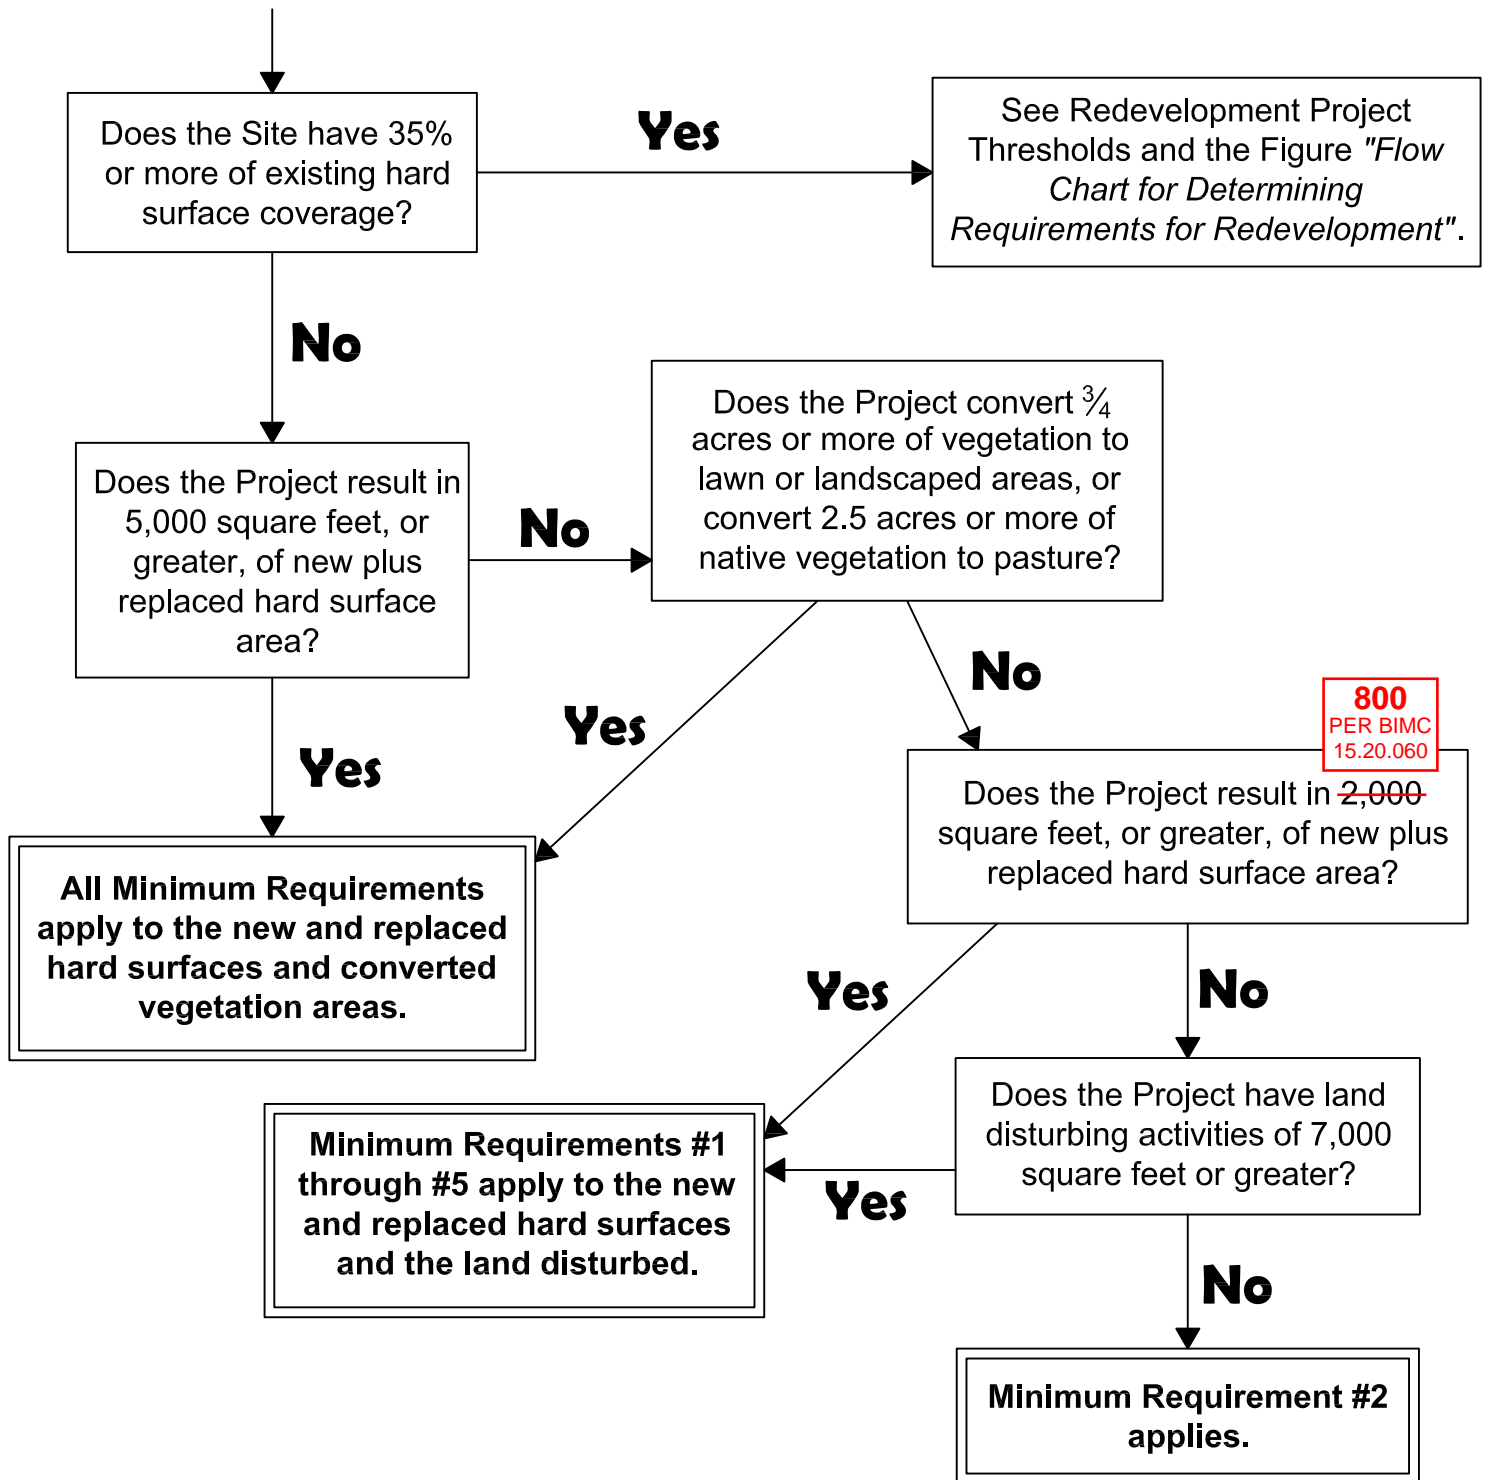 Does the Site have 35%
or more of existing hard
surface coverage?
Yes
See Redevelopment Project
Thresholds and the Figure "Flow
Chart for Determining
Requirements for Redevelopment".
No
Does the Project result in
5,000 square feet, or
greater, of new plus
replaced hard surface
area?
No
Does the Project convert ¾
acres or more of vegetation to
lawn or landscaped areas, or
convert 2.5 acres or more of
native vegetation to pasture?
Yes
Yes
No
800
PER BIMC
15.20.060
Does the Project result in 2,000
square feet, or greater, of new plus
replaced hard surface area?
All Minimum Requirements
apply to the new and replaced
hard surfaces and converted
vegetation areas.
Yes
No
Does the Project have land
disturbing activities of 7,000
square feet or greater?
Yes
Minimum Requirements #1
through #5 apply to the new
and replaced hard surfaces
and the land disturbed.
No
Minimum Requirement #2
applies.